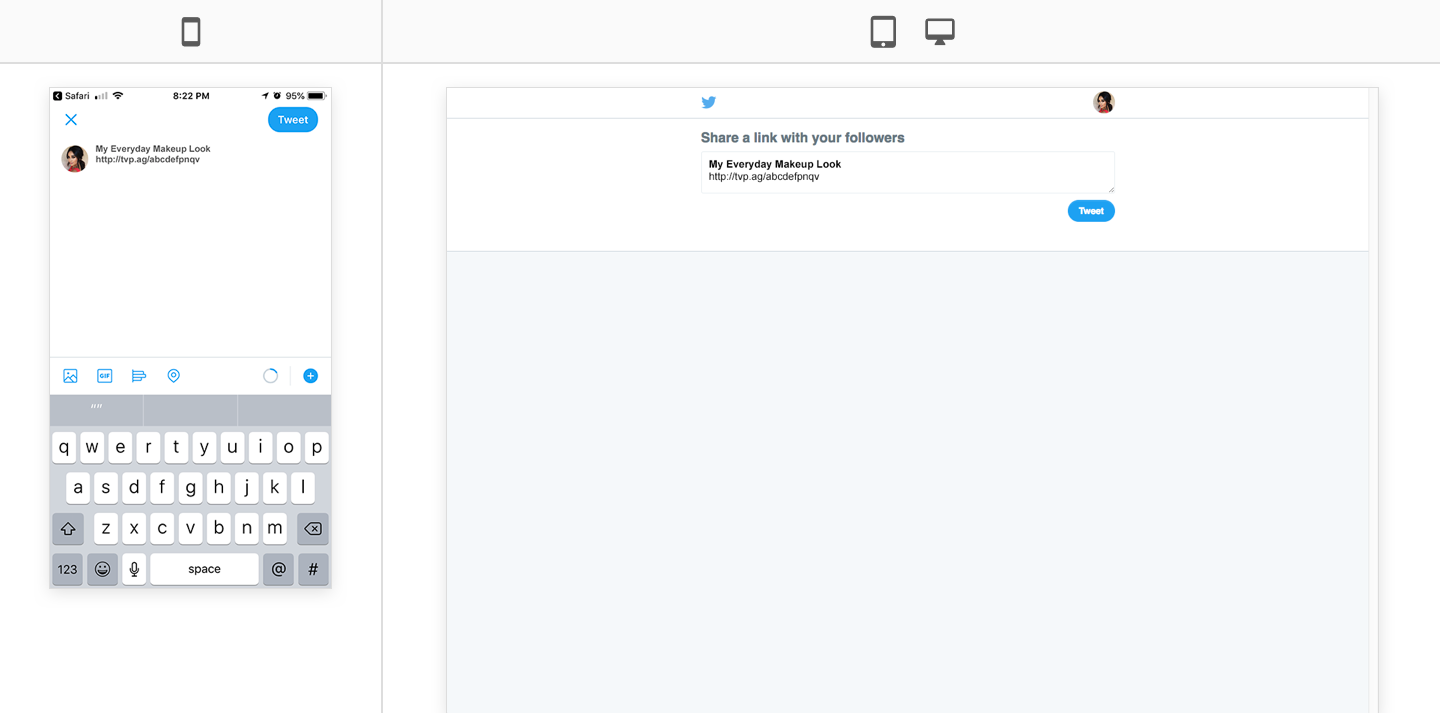 Safari
8:22 PM
95%
Tweet
My Everyday Makeup Look
http://tvp.ag/abcdefpnqv
GIF
“”
q w e r t y u i o p
a s d f g h j k l
z x c v b n m
123
space
@
#
Share a link with your followers
My Everyday Makeup Look
http://tvp.ag/abcdefpnqv
Tweet